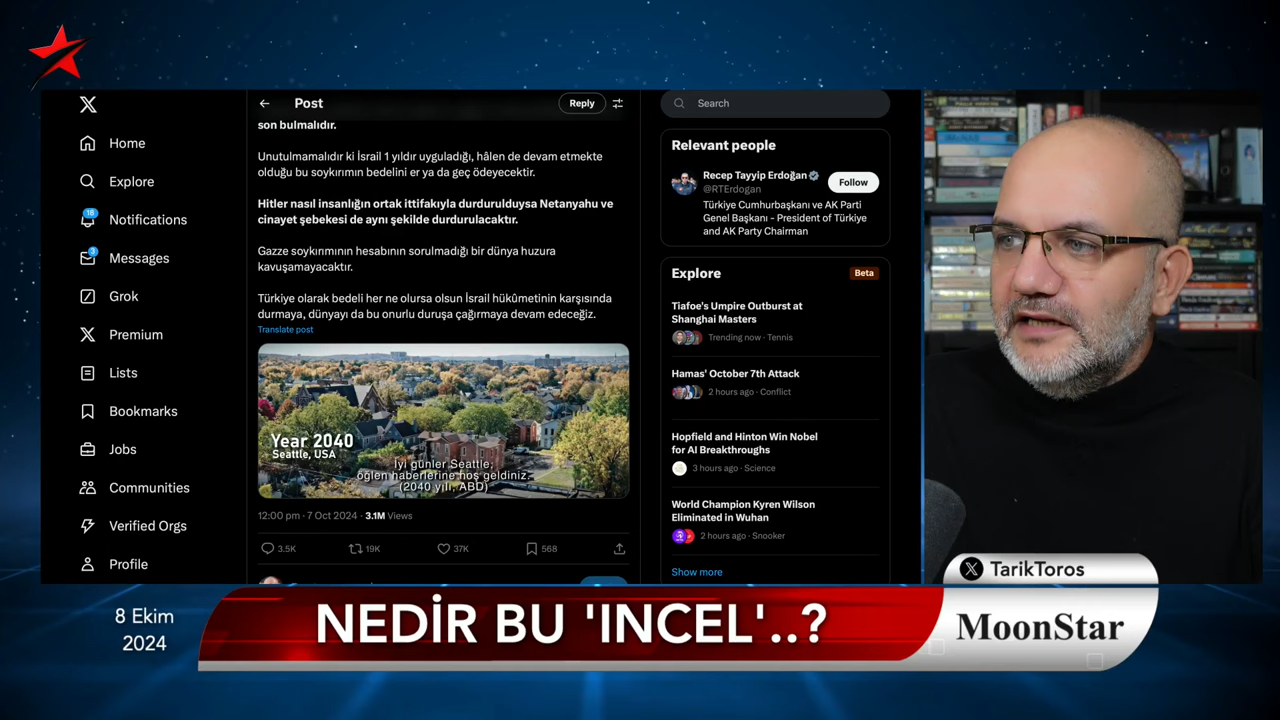 Home
Explore
18
Notifications
3
Messages
Grok
Premium
Lists
Bookmarks
Jobs
Communities
Verified Orgs
Profile
Post
Reply
son bulmalıdır.
Unutulmamalıdır ki İsrail 1 yıldır uyguladığı, hâlen de devam etmekte
olduğu bu soykırımın bedelini er ya da geç ödeyecektir.
Hitler nasıl insanlığın ortak ittifakıyla durdurulduysa Netanyahu ve
cinayet şebekesi de aynı şekilde durdurulacaktır.
Gazze soykırımının hesabının sorulmadığı bir dünya huzura
kavuşamayacaktır.
Türkiye olarak bedeli her ne olursa olsun İsrail hükûmetinin karşısında
durmaya, dünyayı da bu onurlu duruşa çağırmaya devam edeceğiz.
Translate post
Year 2040
Seattle, USA
İyi günler Seattle;
öğlen haberlerine hoş geldiniz.
(2040 yılı, ABD)
12:00 pm · 7 Oct 2024 · 3.1M Views
3.5K
19K
37K
568
Search
Relevant people
Recep Tayyip Erdoğan
@RTErdogan
Follow
Türkiye Cumhurbaşkanı ve AK Parti
Genel Başkanı - President of Türkiye
and AK Party Chairman
Explore
Beta
Tiafoe's Umpire Outburst at
Shanghai Masters
Trending now · Tennis
Hamas' October 7th Attack
2 hours ago · Conflict
Hopfield and Hinton Win Nobel
for AI Breakthroughs
3 hours ago · Science
World Champion Kyren Wilson
Eliminated in Wuhan
2 hours ago · Snooker
Show more
X TarikToros
MoonStar
8 Ekim
2024
NEDİR BU 'INCEL'..?